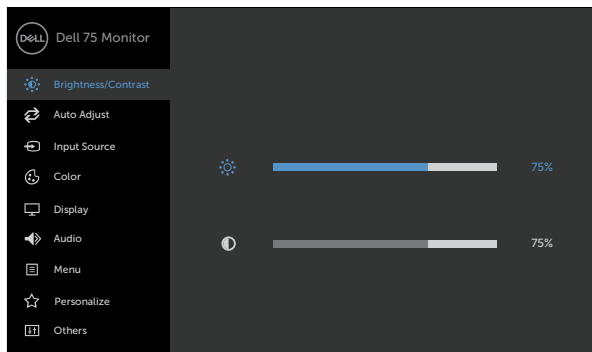 DELL
Dell 75 Monitor
Brightness/Contrast
Auto Adjust
Input Source
75%
Color
Display
Audio
75%
Menu
Personalize
Others